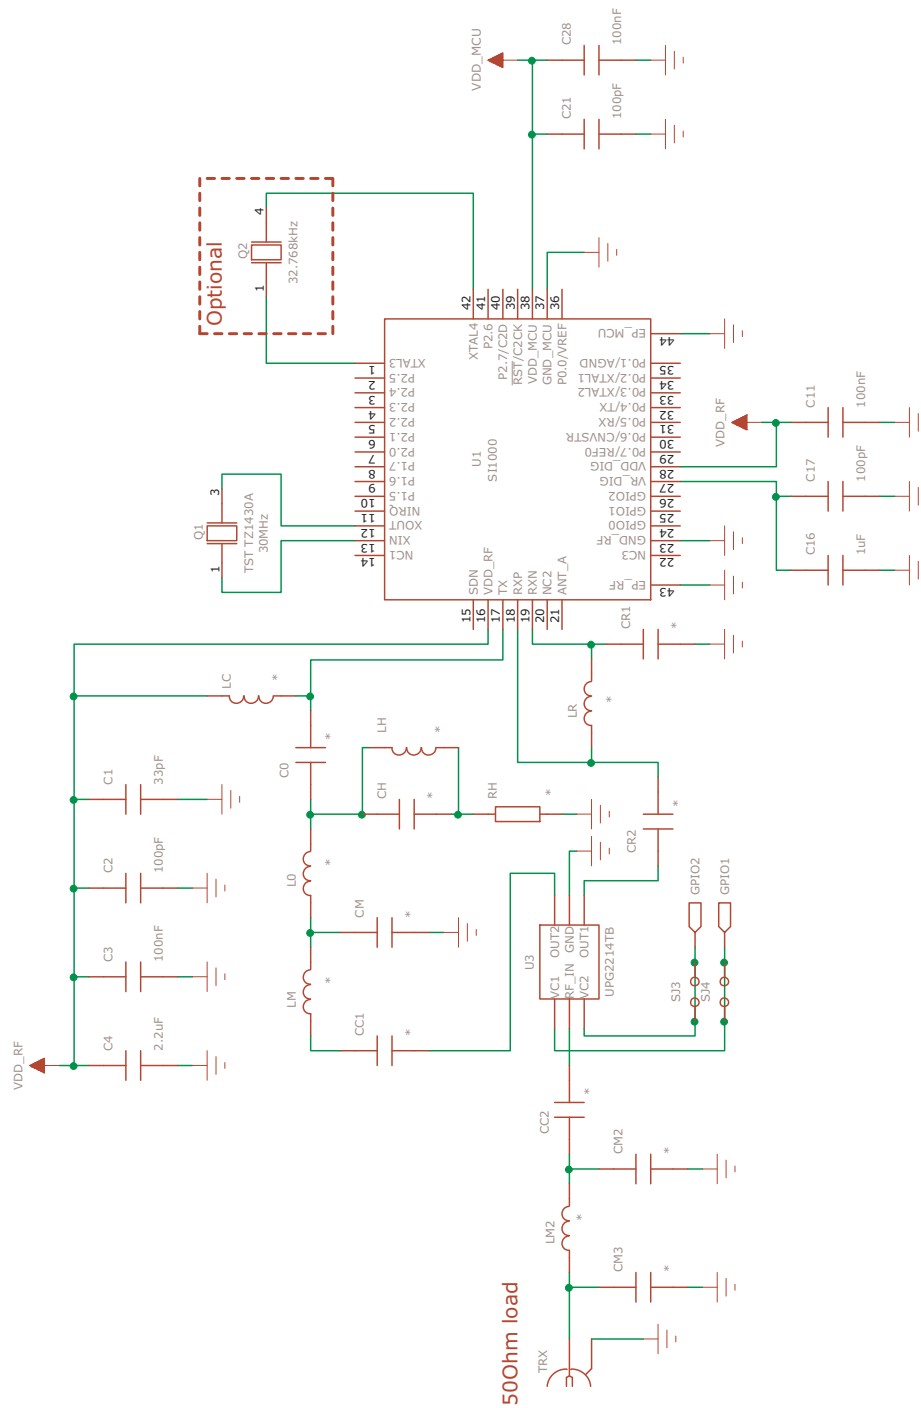 VDD_MCU
C28
100nF
C21
100pF
Optional
4
Q2
32.768kHz
1
42
41
40
39
38
37
36
XTAL4
P2.6
P2.7/C2D
RST/C2CK
VDD_MCU
GND_MCU
P0.0/VREF
XTAL3
1
P2.5
2
P2.4
3
P2.3
4
P2.2
5
P2.1
6
P2.0
7
P1.7
8
P1.6
9
P1.5
10
NIRQ
11
XOUT
12
XIN
13
NC1
14
U1
SI1000
EP_MCU
44
P0.1/AGND
35
P0.2/XTAL1
34
P0.3/XTAL2
33
P0.4/TX
32
P0.5/RX
31
P0.6/CNVSTR
30
P0.7/REF0
29
VDD_DIG
28
VR_DIG
27
GPIO2
26
GPIO1
25
GPIO0
24
GND_RF
23
NC3
22
EP_RF
43
SDN
VDD_RF
TX
RXP
RXN
NC2
ANT_A
15
16
17
18
19
20
21
3
Q1
TST TZ1430A
30MHz
1
VDD_RF
C11
100nF
C17
100pF
C16
1uF
CR1
*
LR
*
CR2
*
LC
*
C0
*
LH
*
CH
*
RH
*
L0
*
CM
*
LM
*
CC1
*
C1
33pF
C2
100pF
C3
100nF
C4
2.2uF
VDD_RF
U3
UPG2214TB
OUT2
GND
OUT1
VC1
RF_IN
VC2
GPIO2
GPIO1
SJ3
SJ4
CC2
*
CM2
*
LM2
*
CM3
*
50Ohm load
TRX